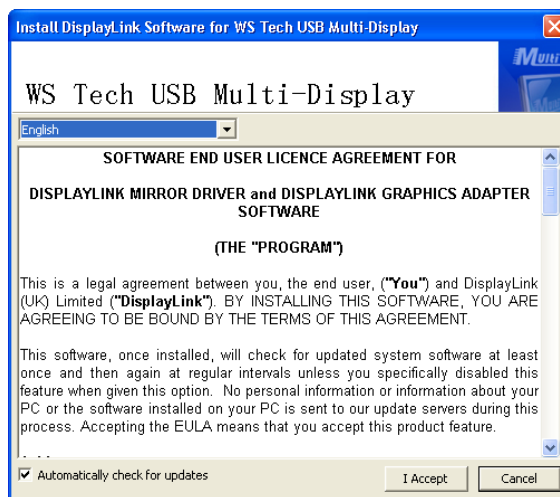 Install DisplayLink Software for WS Tech USB Multi-Display
Multi
WS Tech USB Multi-Display
English
SOFTWARE END USER LICENCE AGREEMENT FOR
DISPLAYLINK MIRROR DRIVER and DISPLAYLINK GRAPHICS ADAPTER
SOFTWARE
(THE "PROGRAM")
This is a legal agreement between you, the end user, ("You") and DisplayLink
(UK) Limited ("DisplayLink"). BY INSTALLING THIS SOFTWARE, YOU ARE
AGREEING TO BE BOUND BY THE TERMS OF THIS AGREEMENT.
This software, once installed, will check for updated system software at least
once and then again at regular intervals unless you specifically disabled this
feature when given this option. No personal information or information about your
PC or the software installed on your PC is sent to our update servers during this
process. Accepting the EULA means that you accept this product feature.
Automatically check for updates
I Accept
Cancel